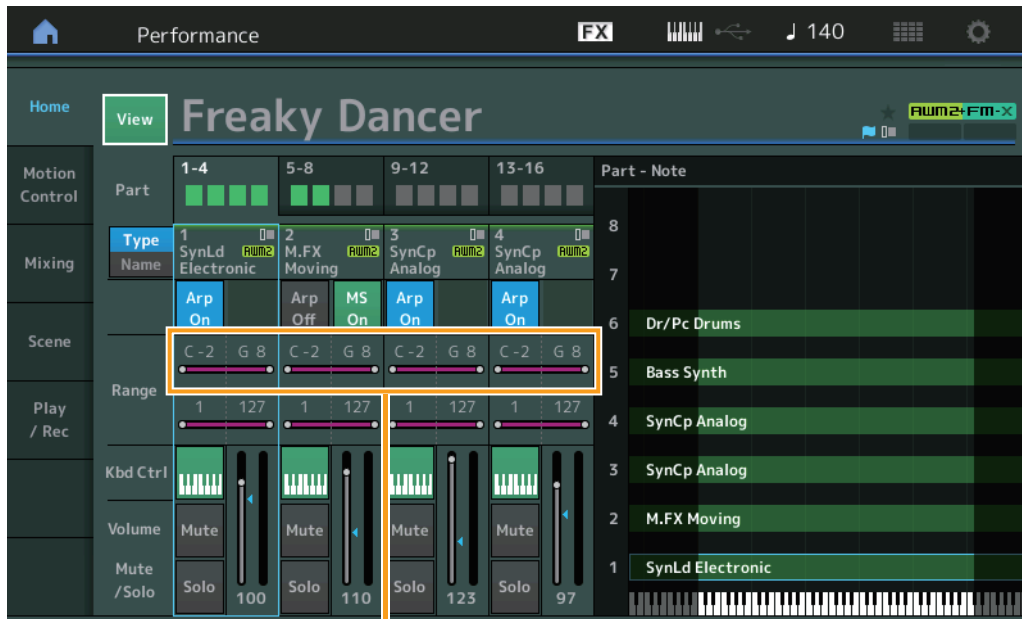 Performance
FX
140
Home
View
Freaky Dancer
AWM2+FM-X
Motion
Control
Part
1-4
5-8
9-12
13-16
Part - Note
Type
Name
1
SynLd AWM2
Electronic
2
M.FX AWM2
Moving
3
SynCp AWM2
Analog
4
SynCp AWM2
Analog
8
7
Mixing
Arp
On
Arp
Off
MS
On
Arp
On
Arp
On
6 Dr/Pc Drums
Scene
Range
C -2 G 8 C -2 G 8 C -2 G 8 C -2 G 8
5 Bass Synth
Play
/ Rec
1 127 1 127 1 127 1 127
4 SynCp Analog
Kbd Ctrl
3 SynCp Analog
Volume
Mute Mute Mute Mute
2 M.FX Moving
Mute
/Solo
Solo 100 Solo 110 Solo 123 Solo 97
1 SynLd Electronic